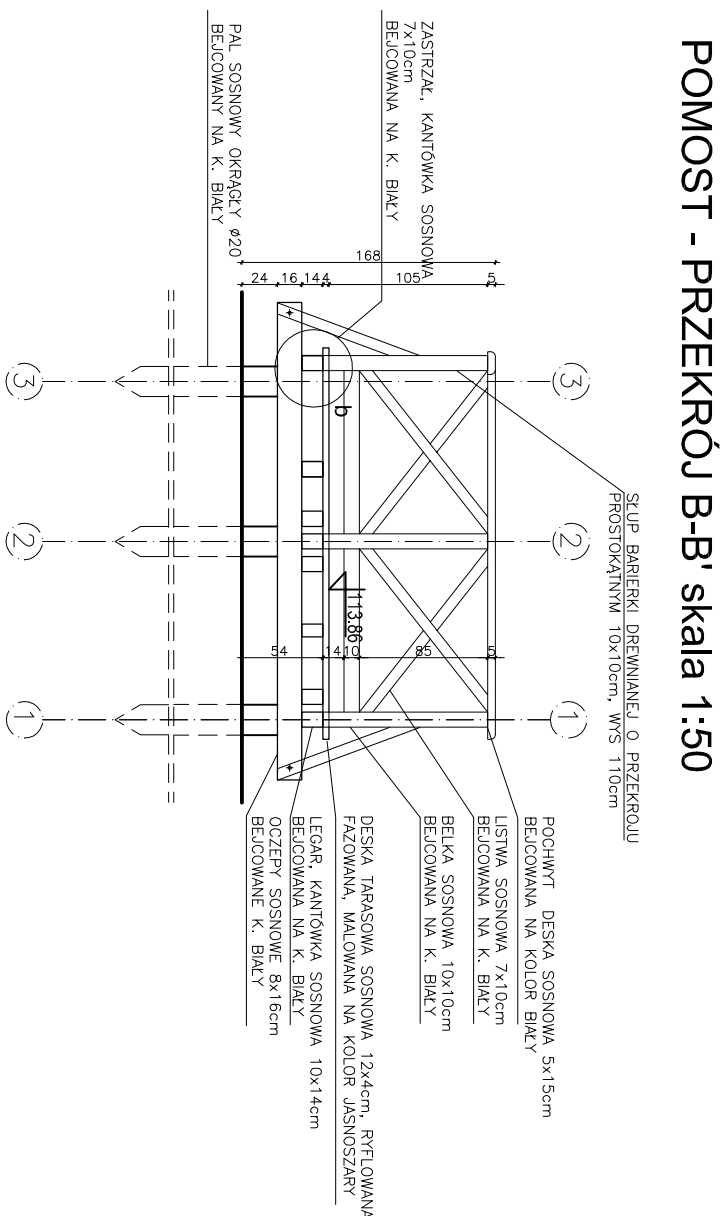 POMOST - PRZEKRÓJ B-B' skala 1:50
SŁUP BARIERKI DREWNIANEJ O PRZEKROJU
PROSTOKĄTNYM 10x10cm, WYS 110cm
ZASTRZAŁ, KANTÓWKA SOSNOWA
7x10cm
BEJCOWANA NA K. BIAŁY
PAL SOSNOWY OKRĄGŁY ø20
BEJCOWANY NA K. BIAŁY
POCHWYT DESKA SOSNOWA 5x15cm
BEJCOWANA NA KOLOR BIAŁY
LISTWA SOSNOWA 7x10cm
BEJCOWANA NA K. BIAŁY
BELKA SOSNOWA 10x10cm
BEJCOWANA NA K. BIAŁY
DESKA TARASOWA SOSNOWA 12x4cm, RYFLOWANA
FAZOWANA, MALOWANA NA KOLOR JASNOSZARY
LEGAR, KANTÓWKA SOSNOWA 10x14cm
BEJCOWANA NA K. BIAŁY
OCZEPY SOSNOWE 8x16cm
BEJCOWANE K. BIAŁY
168
24 16 14 4 105 5
54 14 10 85 5
b
113.86
3 2 1
3 2 1